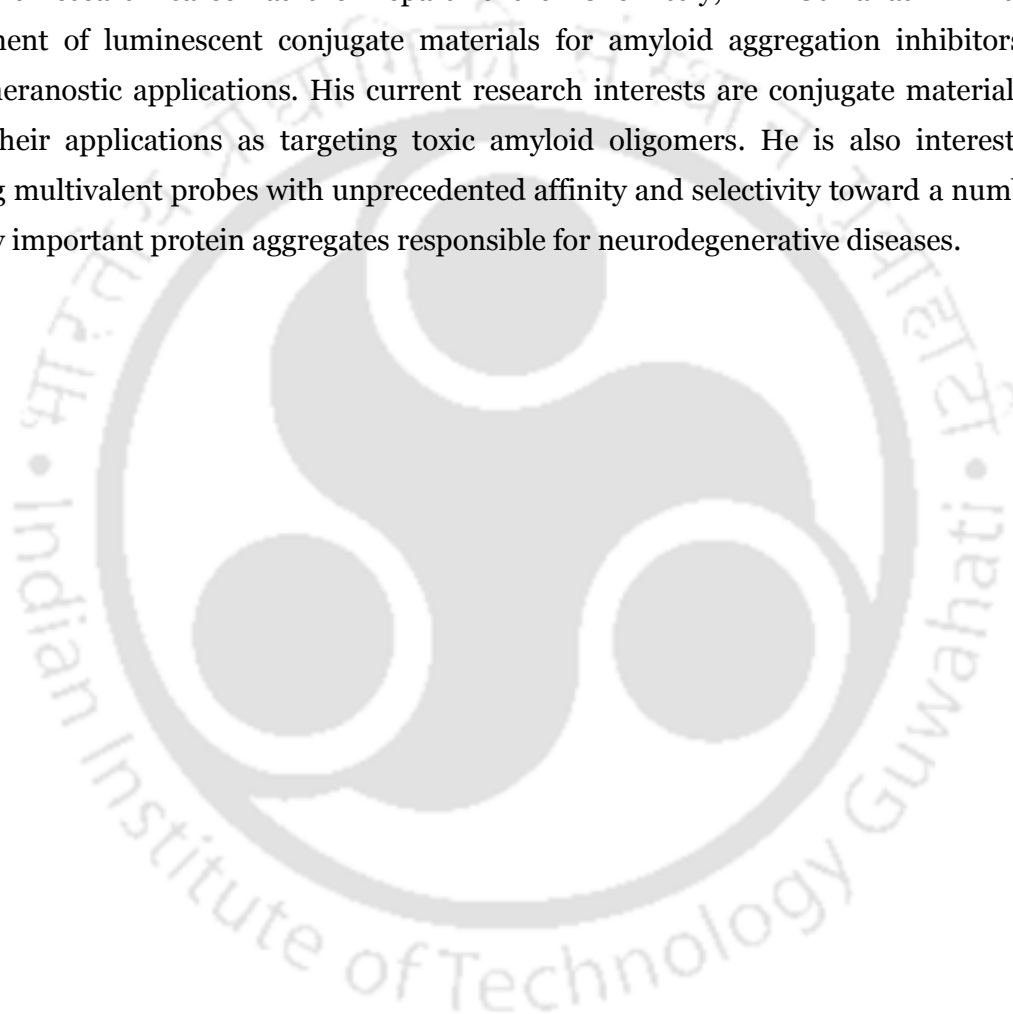 ment of luminescent conjugate materials for amyloid aggregation inhibitors
heranostic applications. His current research interests are conjugate material
heir applications as targeting toxic amyloid oligomers. He is also interest
g multivalent probes with unprecedented affinity and selectivity toward a num
y important protein aggregates responsible for neurodegenerative diseases.
Indian Institute of Technology Guwahati